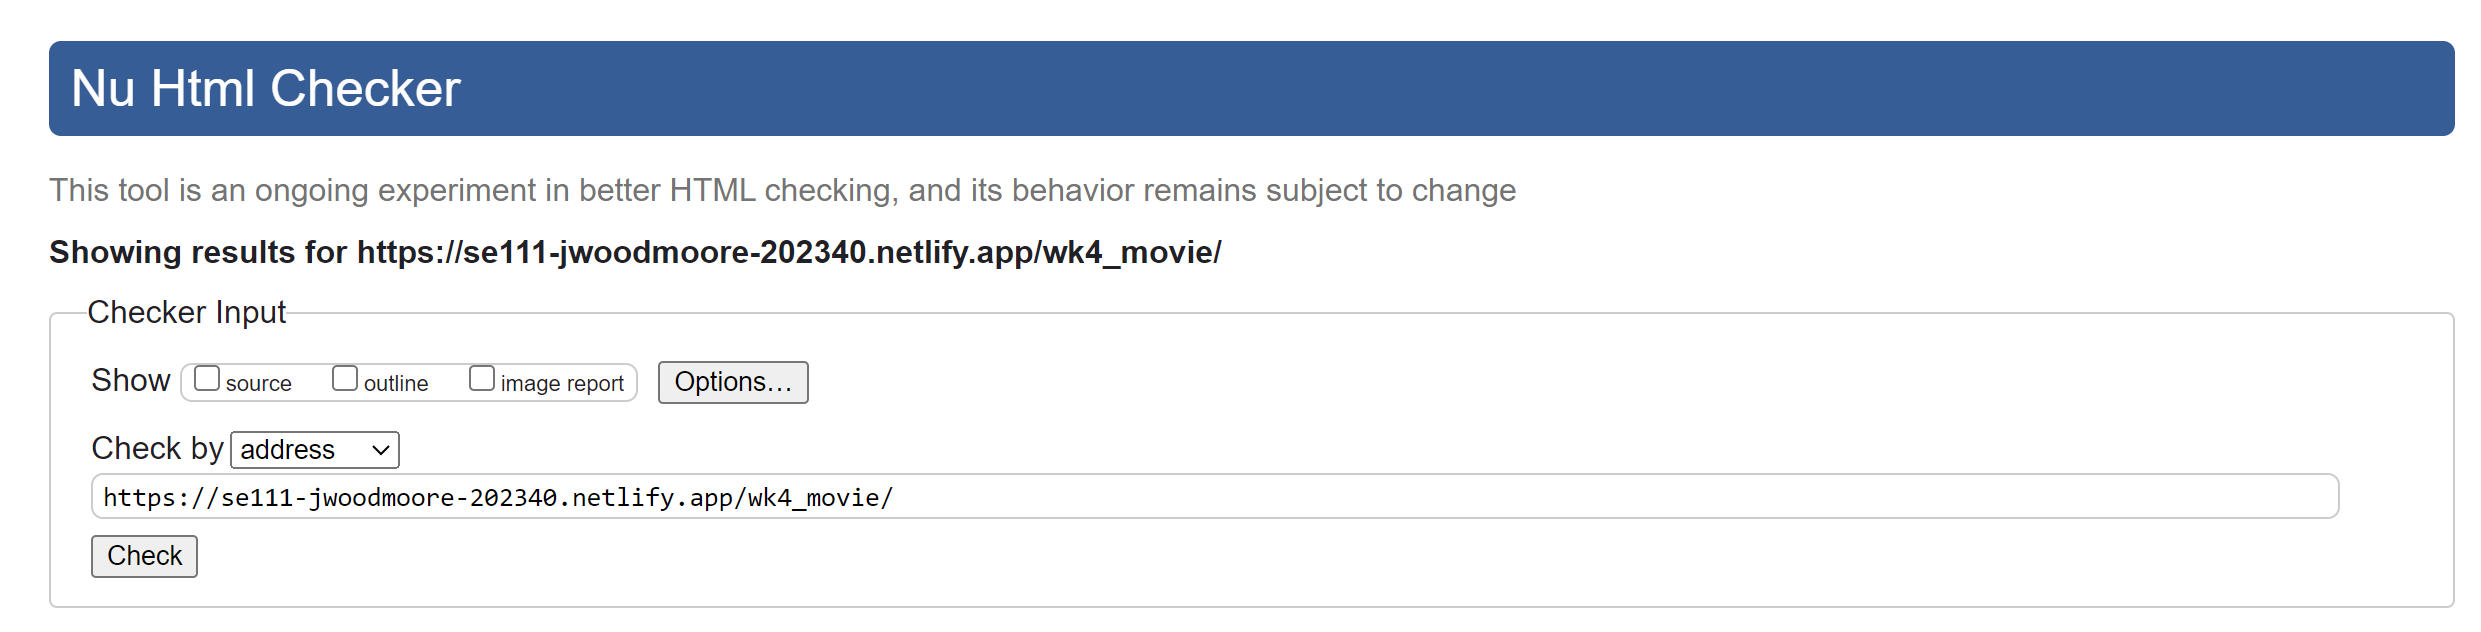 Nu Html Checker
This tool is an ongoing experiment in better HTML checking, and its behavior remains subject to change
Showing results for https://se111-jwoodmoore-202340.netlify.app/wk4_movie/
Checker Input
Show source outline image report Options...
Check by address
https://se111-jwoodmoore-202340.netlify.app/wk4_movie/
Check